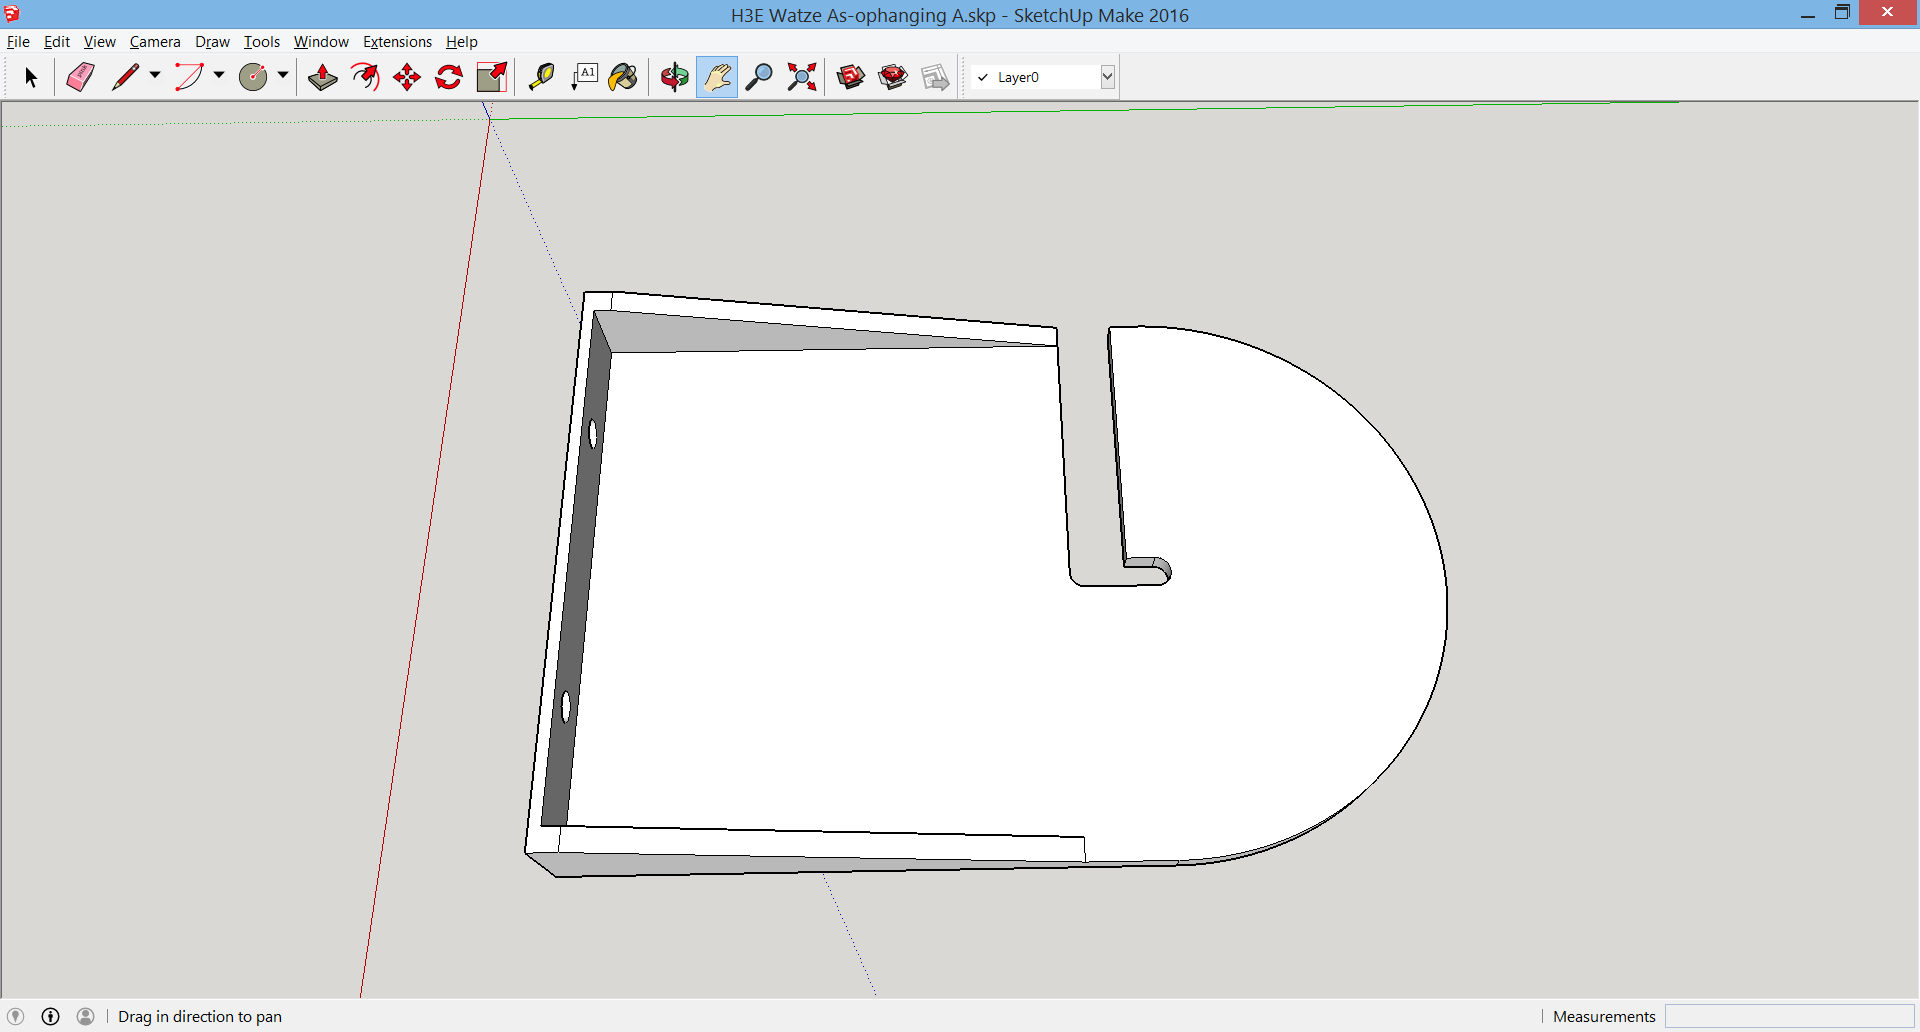 H3E Watze As-ophanging A.skp - SketchUp Make 2016
File Edit View Camera Draw Tools Window Extensions Help
A1
Layer0
Drag in direction to pan
Measurements